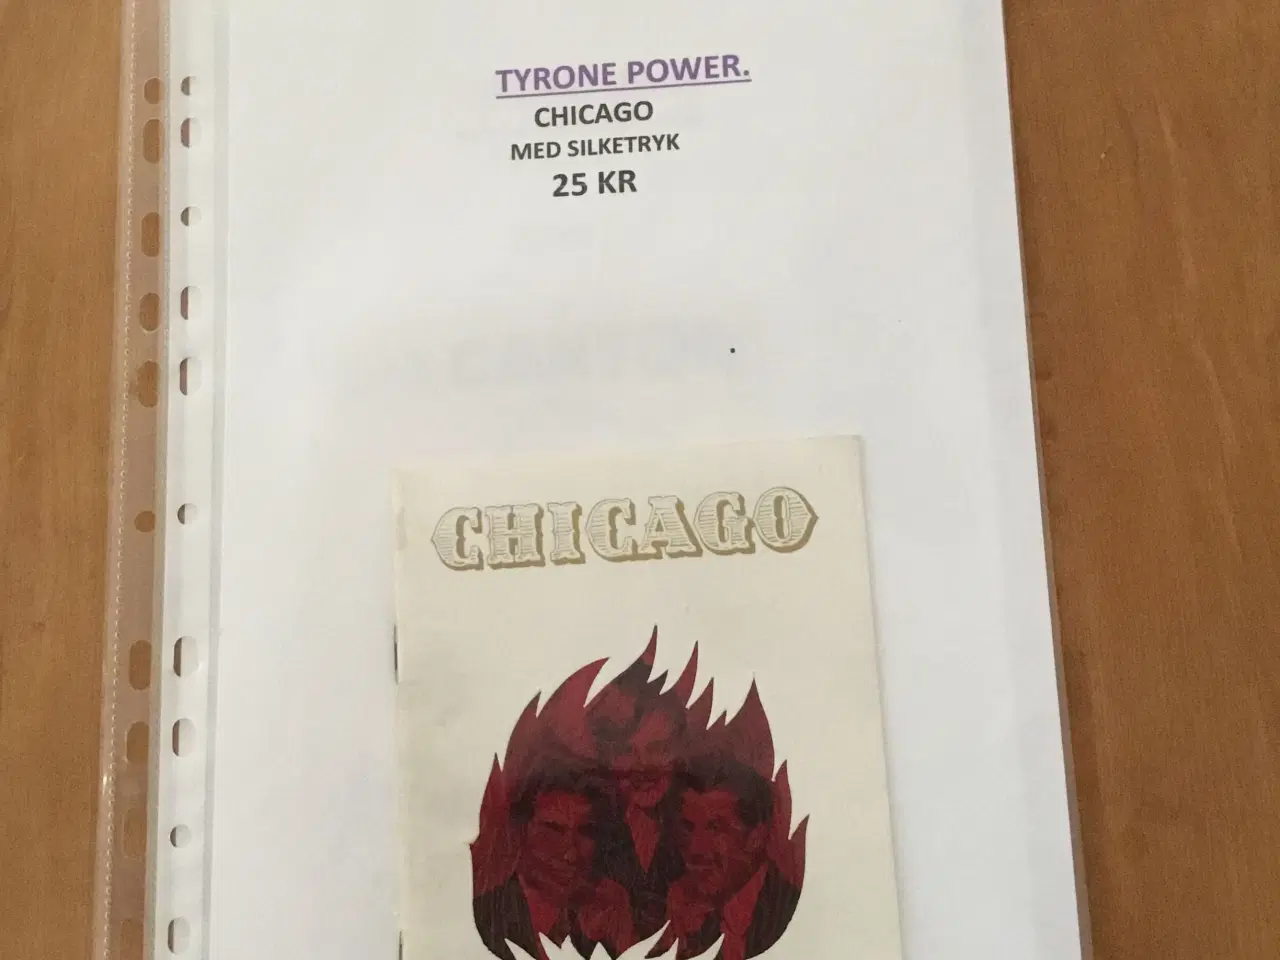 TYRONE POWER.
CHICAGO
MED SILKETRYK
25 KR
CHICAGO